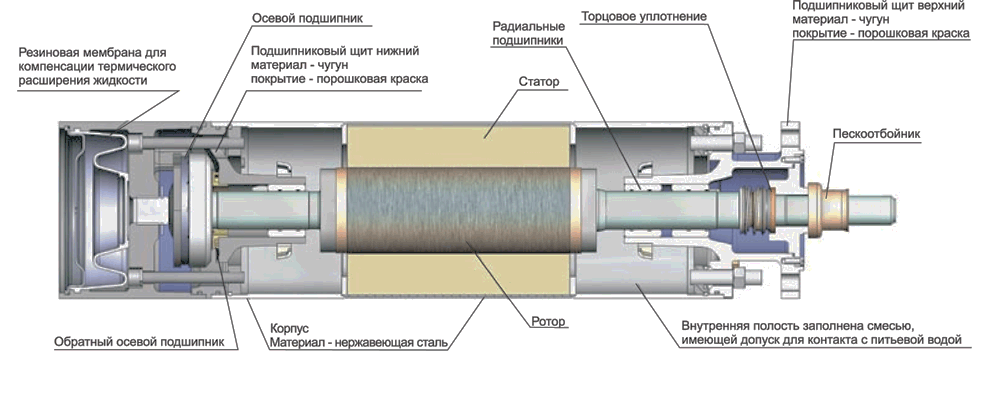 Осевой подшипник
Резиновая мембрана для
компенсации термического
расширения жидкости
Подшипниковый щит нижний
материал - чугун
покрытие - порошковая краска
Статор
Радиальные
подшипники
Торцовое уплотнение
Подшипниковый щит верхний
материал - чугун
покрытие - порошковая краска
Пескоотбойник
Обратный осевой подшипник
Корпус
Материал - нержавеющая сталь
Ротор
Внутренняя полость заполнена смесью,
имеющей допуск для контакта с питьевой водой